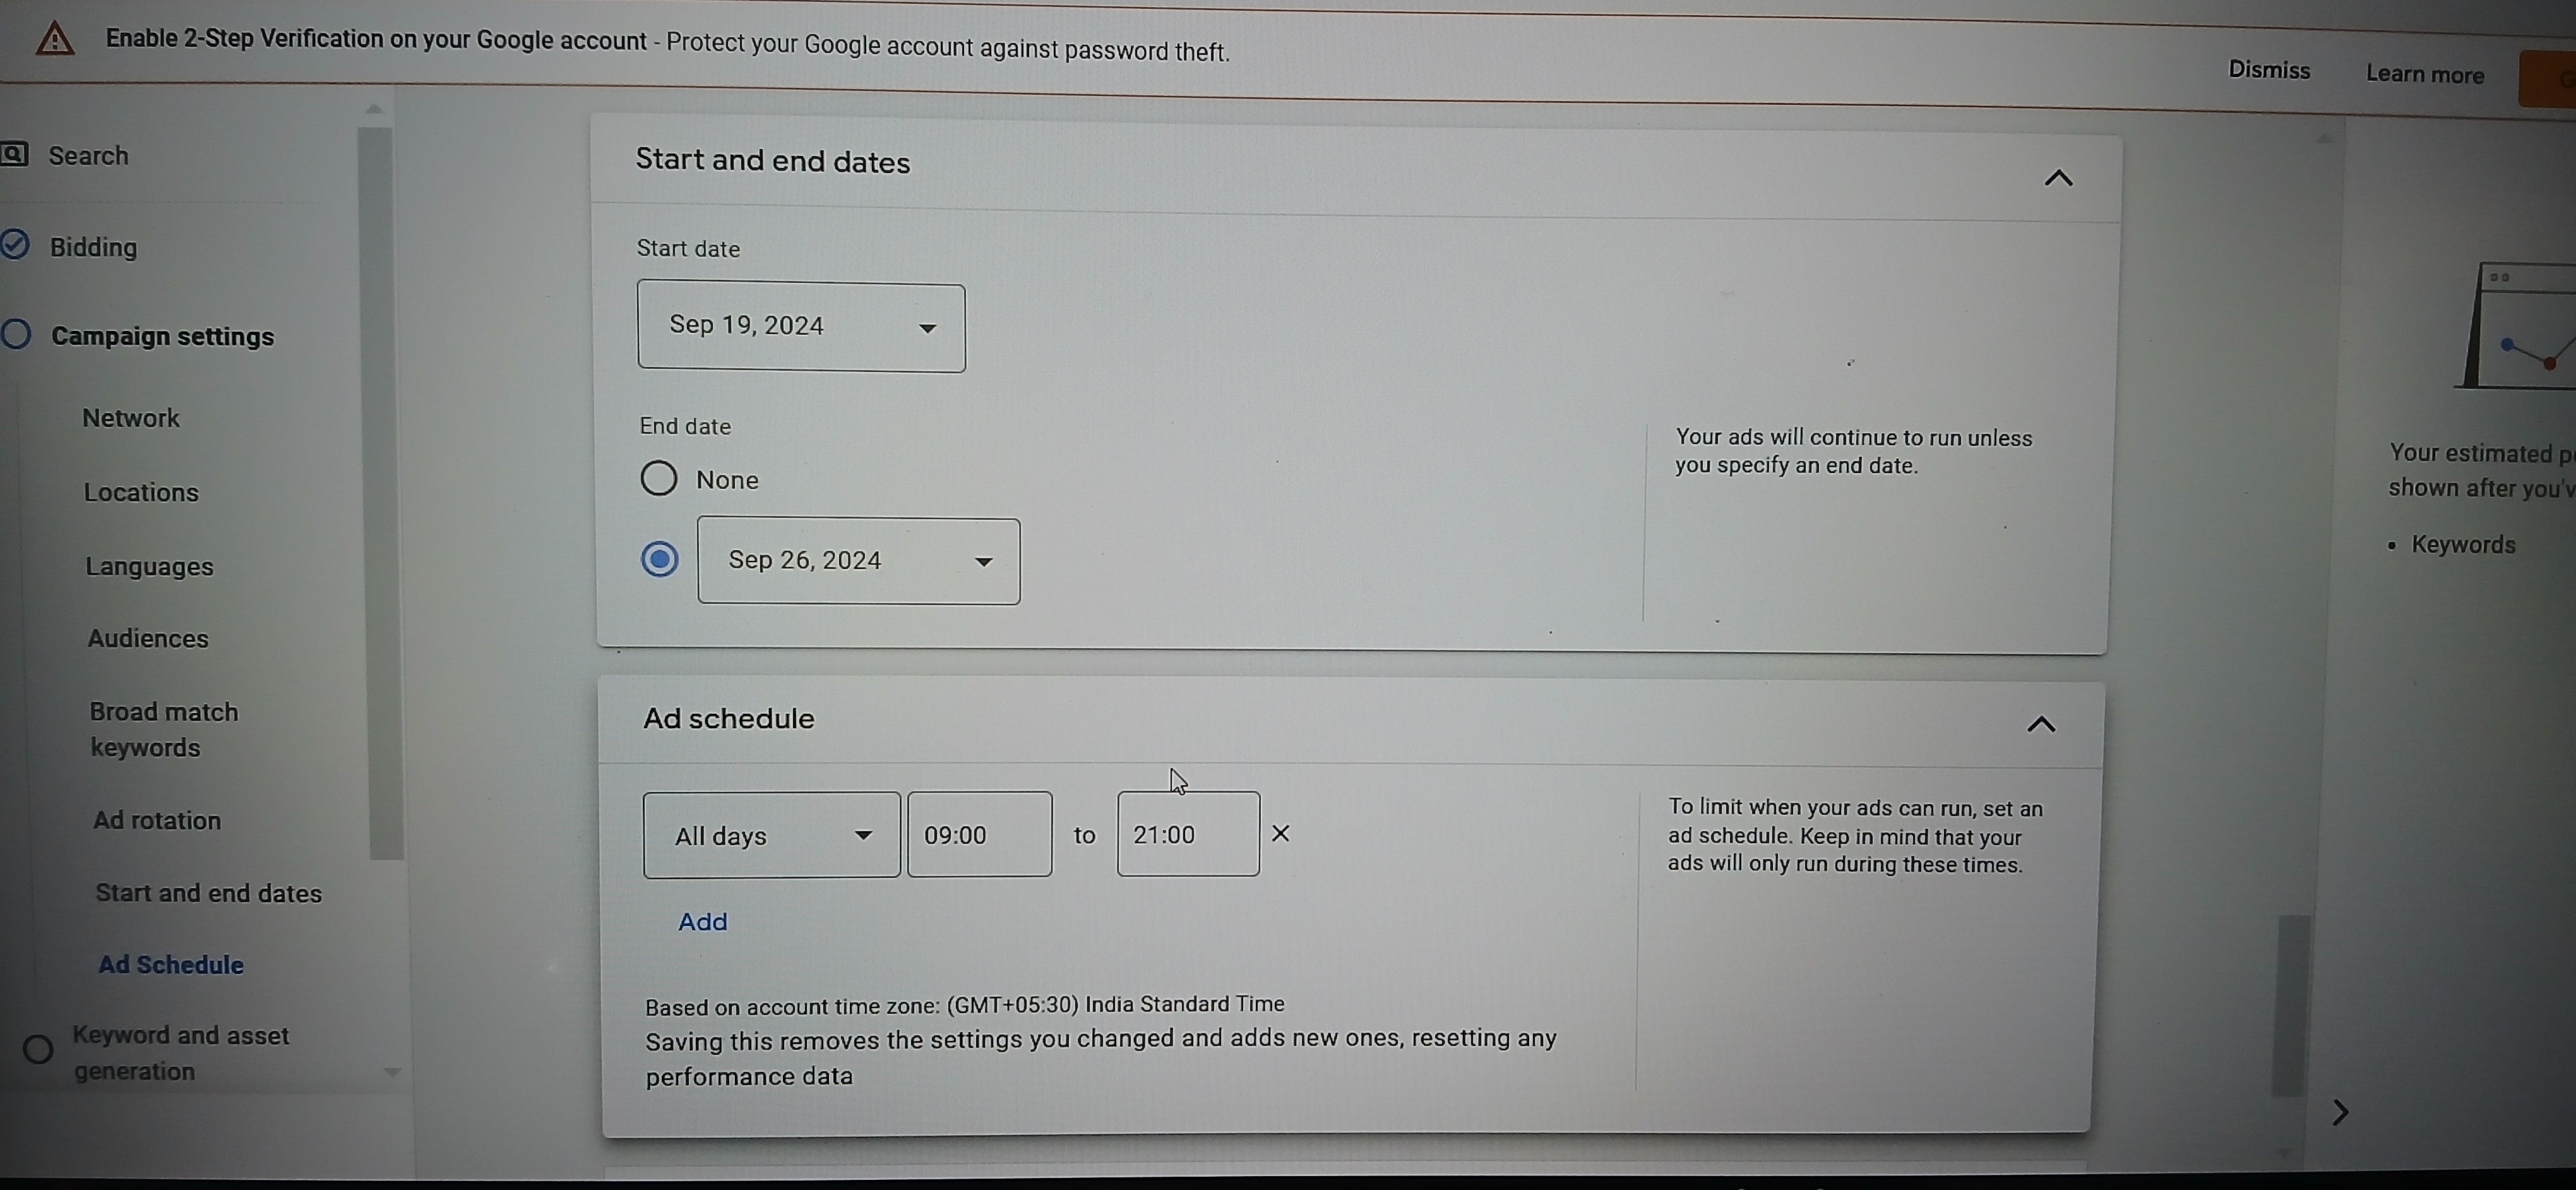 Enable 2-Step Verification on your Google account - Protect your Google account against password theft.
Dismiss
Learn more
Search
Bidding
Campaign settings
Network
Locations
Languages
Audiences
Broad match
keywords
Ad rotation
Start and end dates
Ad Schedule
Keyword and asset
generation
Start and end dates
Start date
Sep 19, 2024
End date
None
Sep 26, 2024
Your ads will continue to run unless
you specify an end date.
Ad schedule
All days
09:00
to
21:00
Add
To limit when your ads can run, set an
ad schedule. Keep in mind that your
ads will only run during these times.
Based on account time zone: (GMT+05:30) India Standard Time
Saving this removes the settings you changed and adds new ones, resetting any
performance data
Your estimated
shown after
Keywords